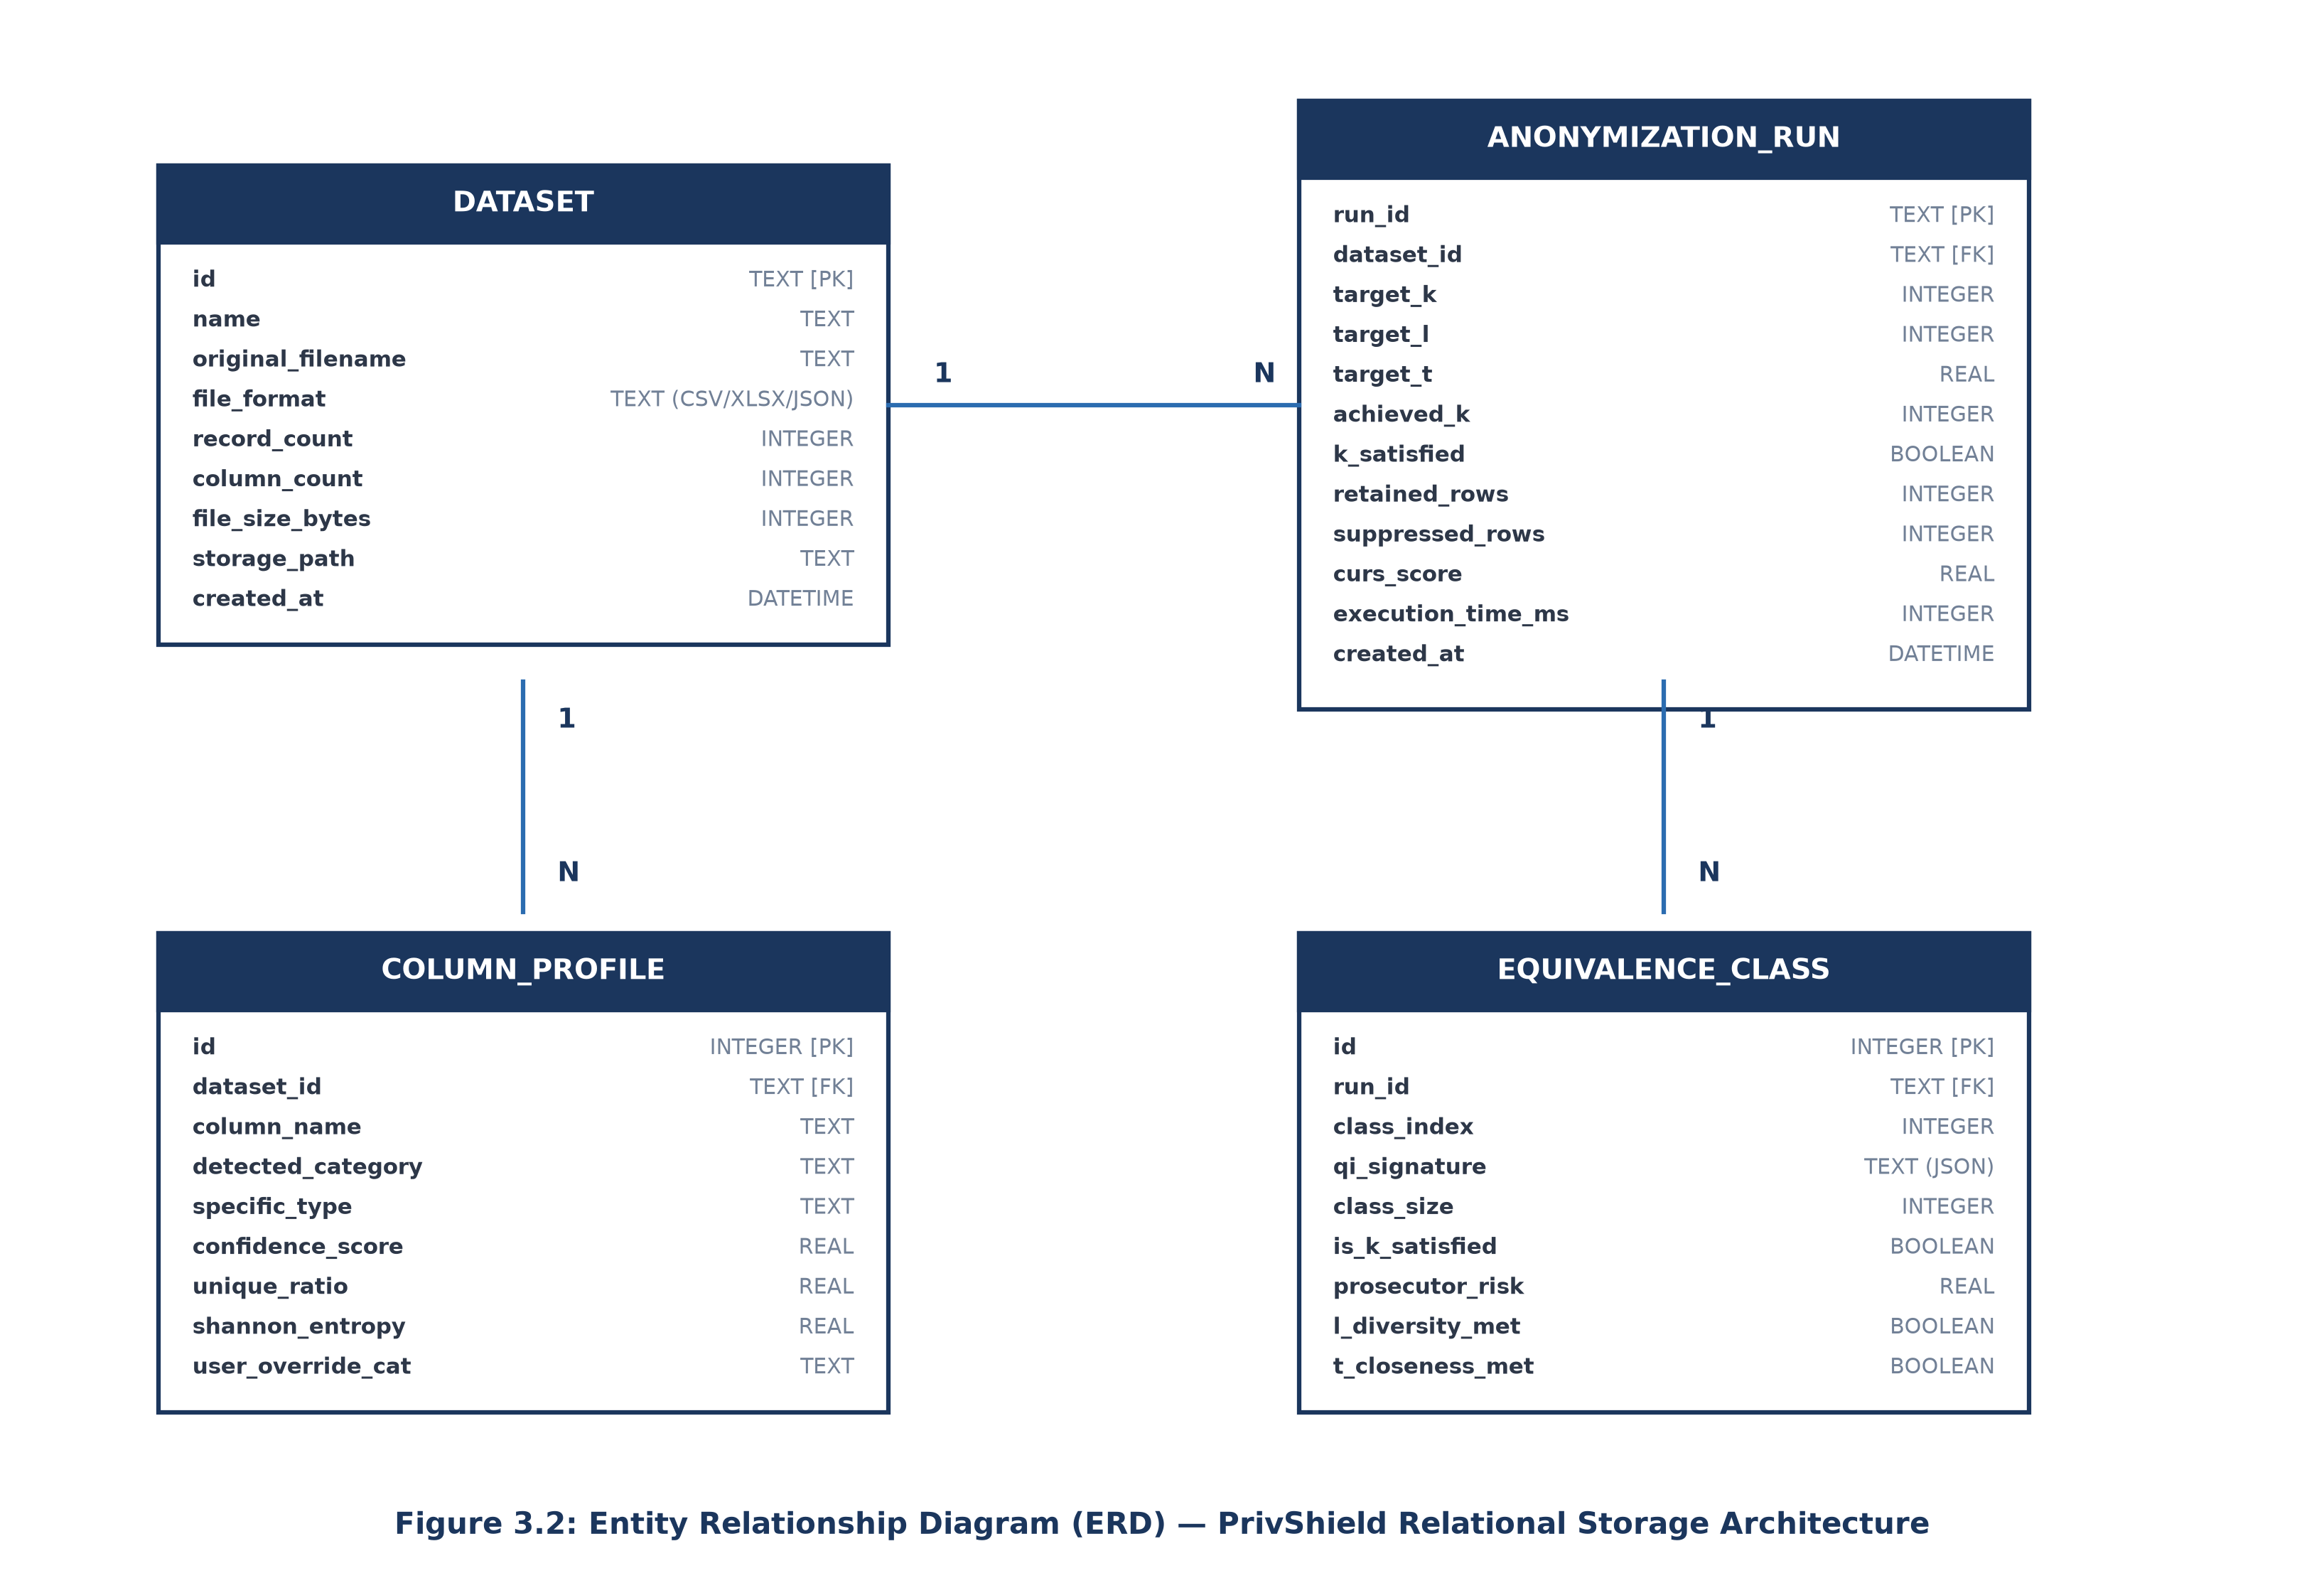 DATASET
id TEXT [PK]
name TEXT
original_filename TEXT
file_format TEXT (CSV/XLSX/JSON)
record_count INTEGER
column_count INTEGER
file_size_bytes INTEGER
storage_path TEXT
created_at DATETIME
1 N
ANONYMIZATION_RUN
run_id TEXT [PK]
dataset_id TEXT [FK]
target_k INTEGER
target_l INTEGER
target_t REAL
achieved_k INTEGER
k_satisfied BOOLEAN
retained_rows INTEGER
suppressed_rows INTEGER
curs_score REAL
execution_time_ms INTEGER
created_at DATETIME
1
N
COLUMN_PROFILE
id INTEGER [PK]
dataset_id TEXT [FK]
column_name TEXT
detected_category TEXT
specific_type TEXT
confidence_score REAL
unique_ratio REAL
shannon_entropy REAL
user_override_cat TEXT
1
N
EQUIVALENCE_CLASS
id INTEGER [PK]
run_id TEXT [FK]
class_index INTEGER
qi_signature TEXT (JSON)
class_size INTEGER
is_k_satisfied BOOLEAN
prosecutor_risk REAL
l_diversity_met BOOLEAN
t_closeness_met BOOLEAN
Figure 3.2: Entity Relationship Diagram (ERD) — PrivShield Relational Storage Architecture